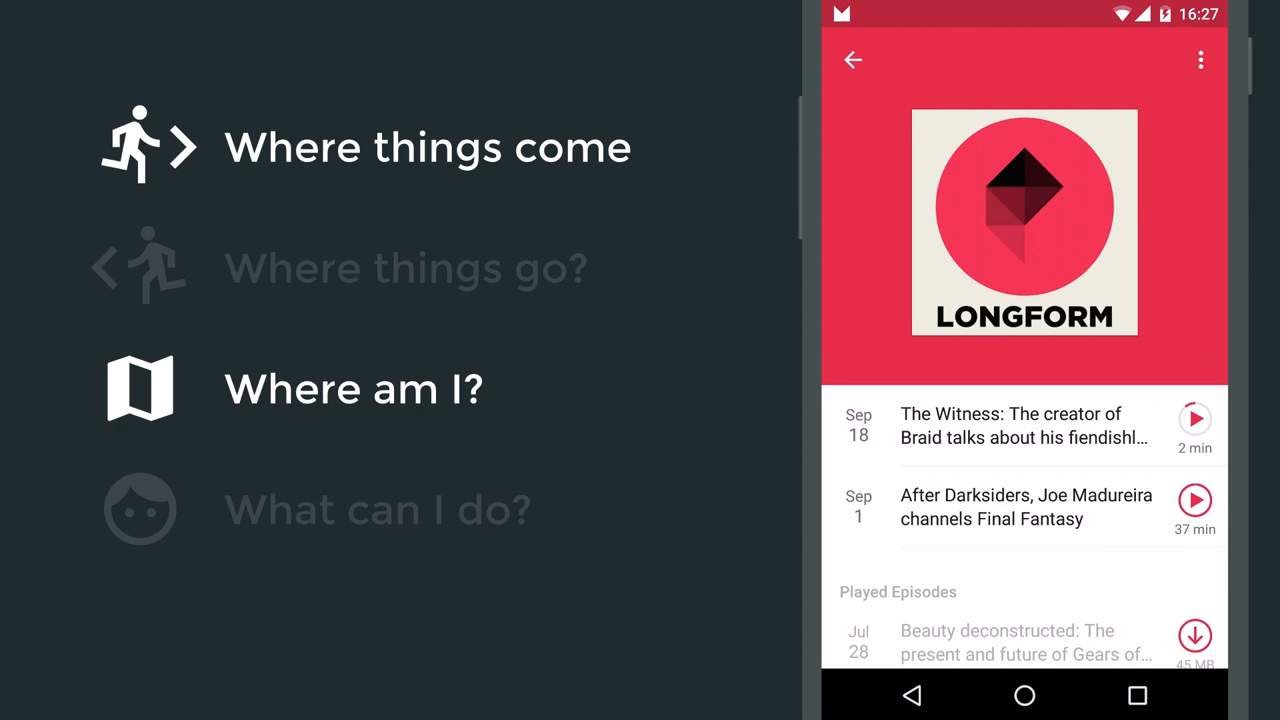 Where things come
Where things go?
Where am I?
What can I do?
16:27
LONGFORM
Sep
18
The Witness: The creator of
Braid talks about his fiendishl...
2 min
Sep
1
After Darksiders, Joe Madureira
channels Final Fantasy
37 min
Played Episodes
Jul
28
Beauty deconstructed: The
present and future of Gears of...
45 MB